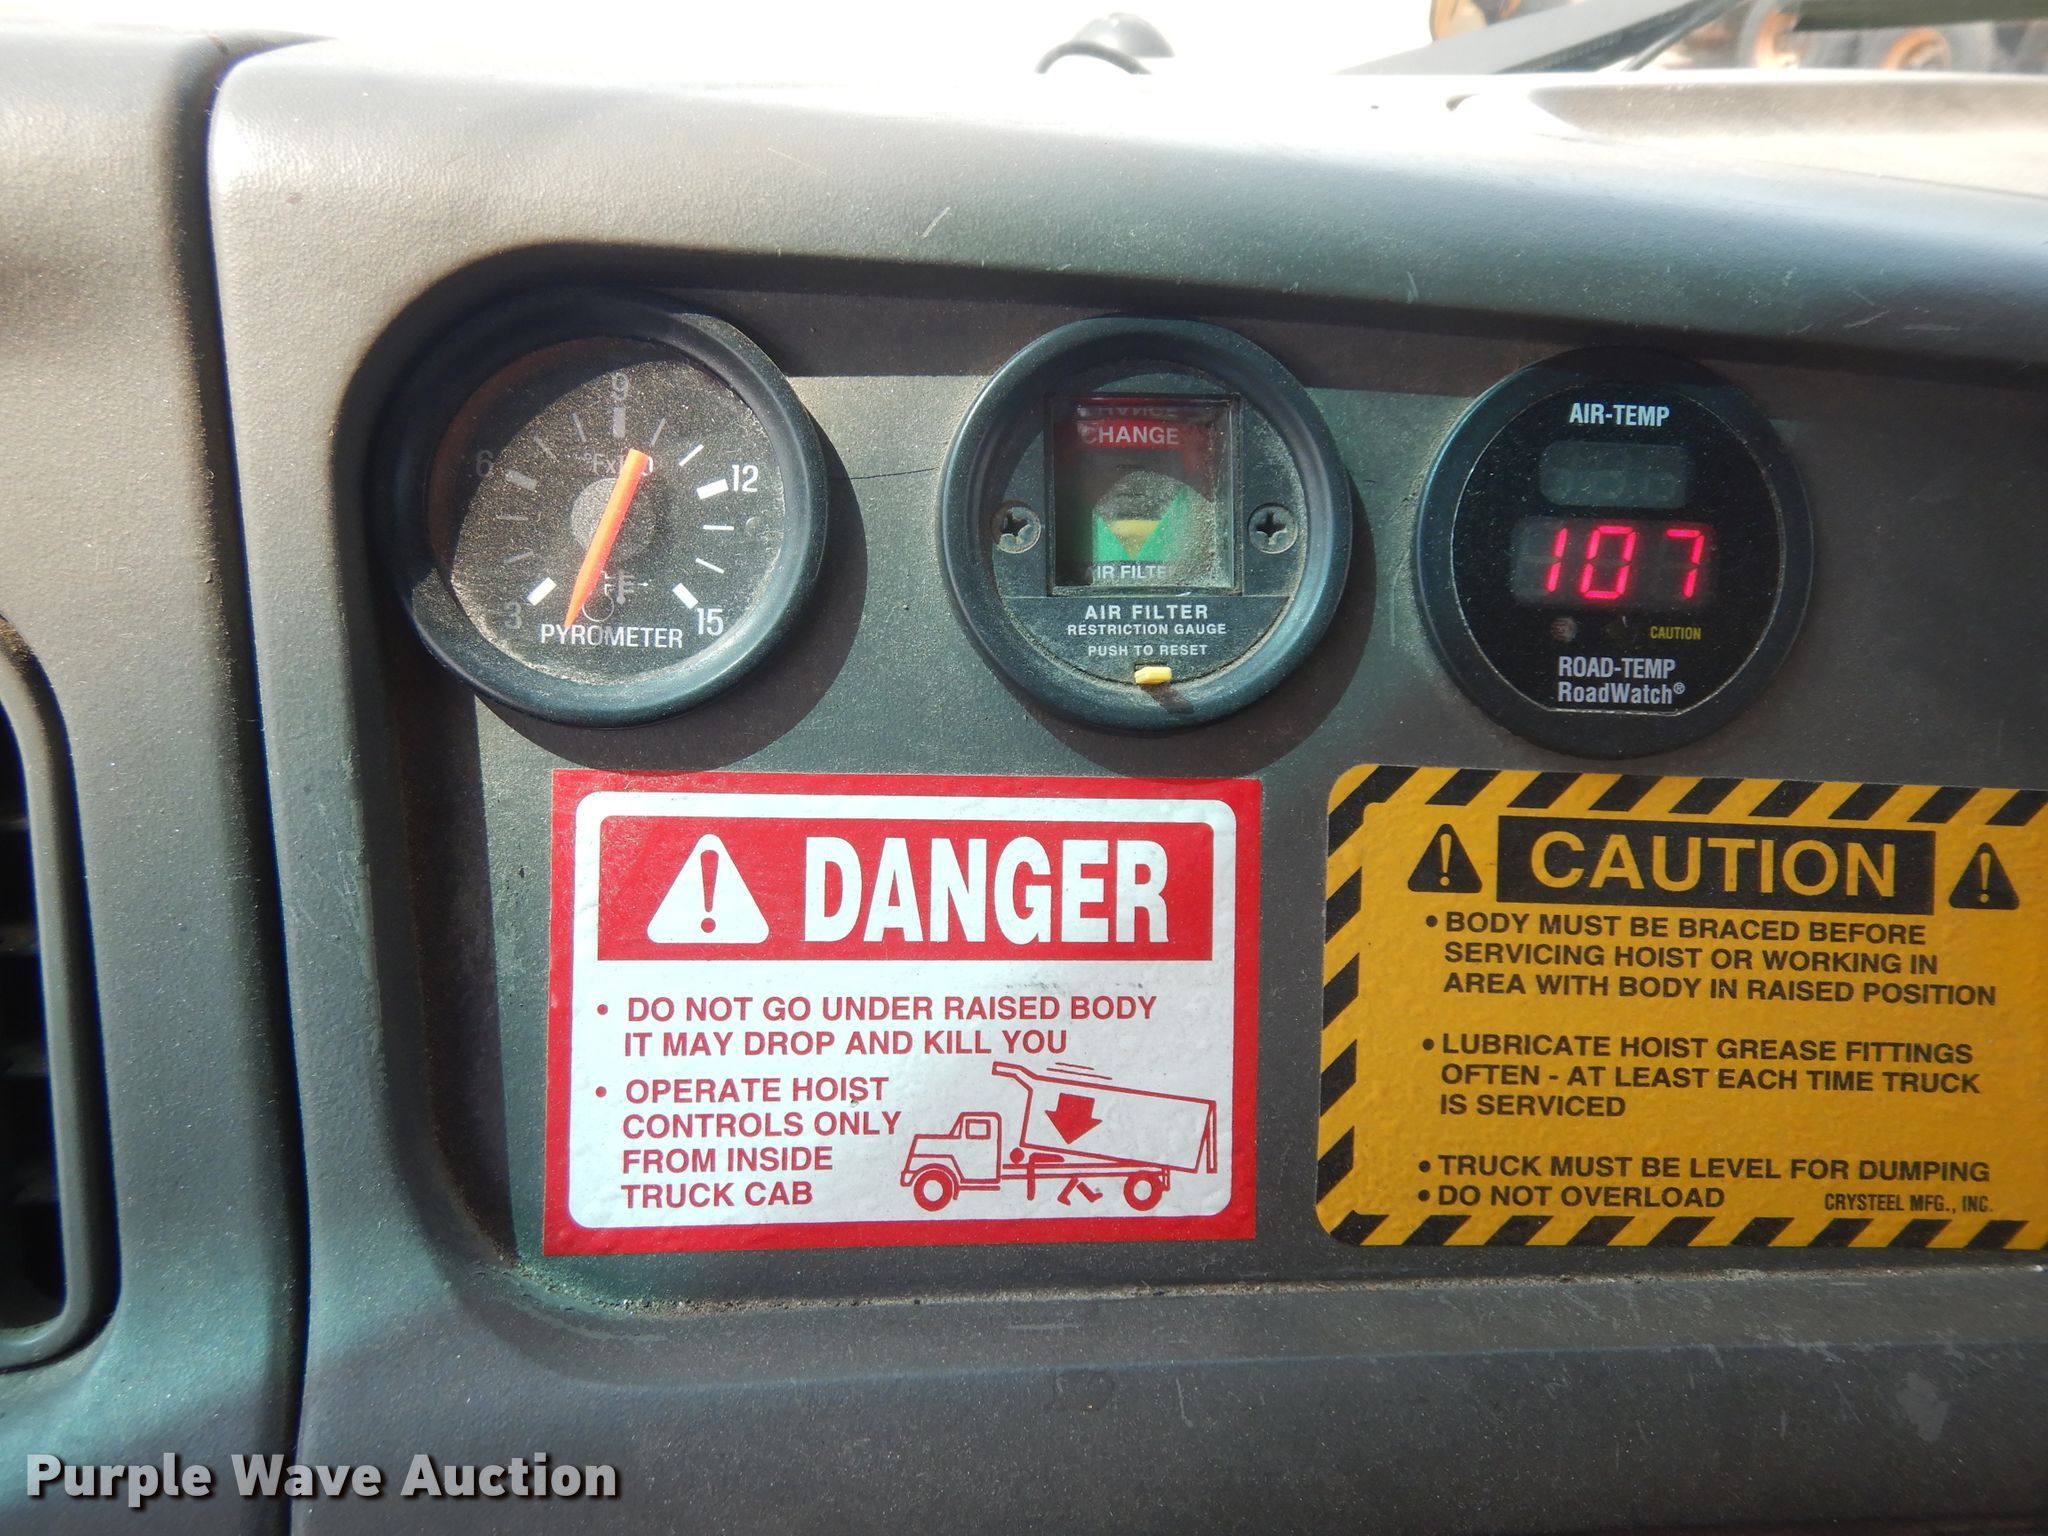 9
6
12
3
15
PYROMETER
CHANGE
CHANGE
AIR FILTER
RESTRICTION GAUGE
PUSH TO RESET
AIR-TEMP
107
CAUTION
ROAD-TEMP
RoadWatch®
DANGER
• DO NOT GO UNDER RAISED BODY
IT MAY DROP AND KILL YOU
• OPERATE HOIST
CONTROLS ONLY
FROM INSIDE
TRUCK CAB
CAUTION
• BODY MUST BE BRACED BEFORE
SERVICING HOIST OR WORKING IN
AREA WITH BODY IN RAISED POSITION
• LUBRICATE HOIST GREASE FITTINGS
OFTEN - AT LEAST EACH TIME TRUCK
IS SERVICED
• TRUCK MUST BE LEVEL FOR DUMPING
• DO NOT OVERLOAD
CRYSTEEL MFG., INC.
Purple Wave Auction